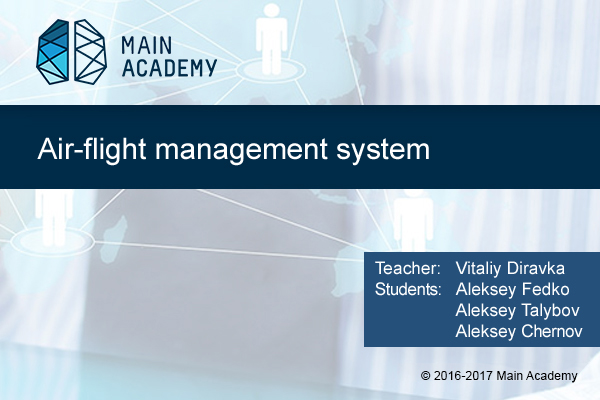 MAIN
ACADEMY
Air-flight management system
Teacher: Vitaliy Diravka
Students: Aleksey Fedko
Aleksey Talybov
Aleksey Chernov
© 2016-2017 Main Academy